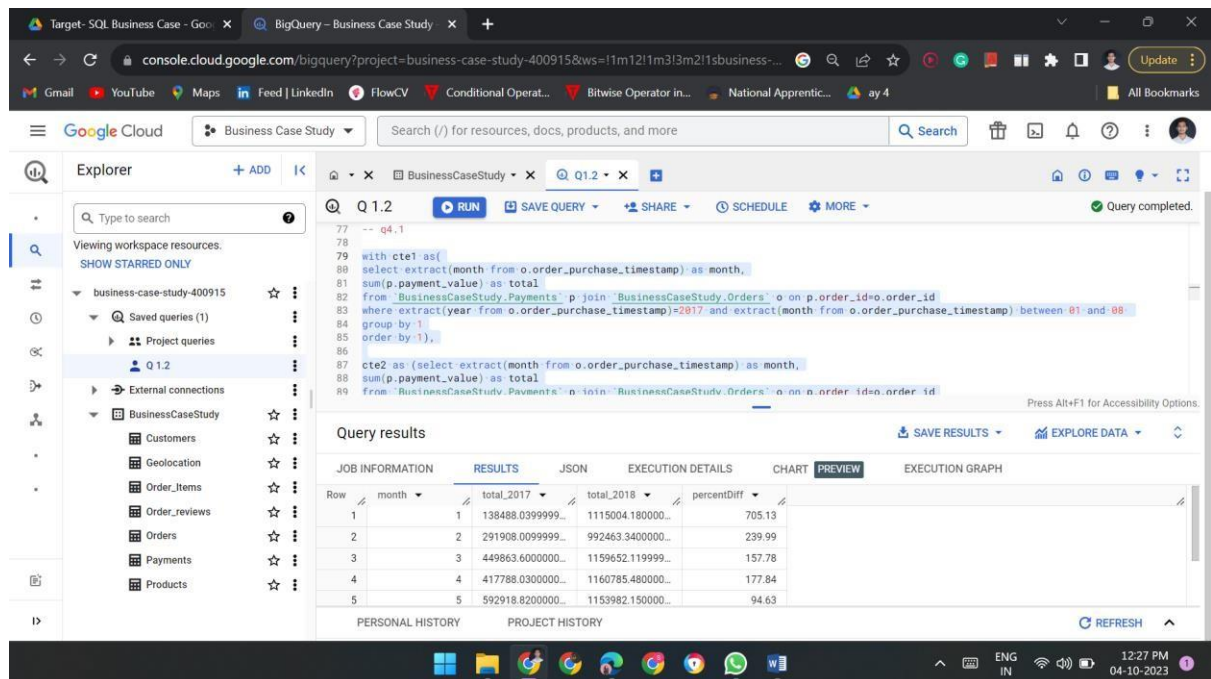 Target- SQL Business Case - Goo
BigQuery – Business Case Study
console.cloud.google.com/bigquery?project=business-case-study-400915&ws=!1m12!1m3!3m2!1sbusiness-...
Update
Gmail YouTube Maps Feed | LinkedIn FlowCV Conditional Operat... Bitwise Operator in... National Apprentic... ay 4 All Bookmarks
Google Cloud Business Case Study Search (/) for resources, docs, products, and more Search
Explorer + ADD
BusinessCaseStudy Q1.2
Type to search
Viewing workspace resources.
SHOW STARRED ONLY
business-case-study-400915
Saved queries (1)
Project queries
Q 1.2
External connections
BusinessCaseStudy
Customers
Geolocation
Order_Items
Order_reviews
Orders
Payments
Products
Q 1.2 RUN SAVE QUERY SHARE SCHEDULE MORE Query completed.
77 -- q4.1
78
79 with cte1 as(
80 select extract(month from o.order_purchase_timestamp) as month,
81 sum(p.payment_value) as total
82 from `BusinessCaseStudy.Payments` p join `BusinessCaseStudy.Orders` o on p.order_id=o.order_id
83 where extract(year from o.order_purchase_timestamp)=2017 and extract(month from o.order_purchase_timestamp) between 01 and 08
84 group by 1
85 order by 1),
86
87 cte2 as (select extract(month from o.order_purchase_timestamp) as month,
88 sum(p.payment_value) as total
89 from `BusinessCaseStudy.Payments` p join `BusinessCaseStudy.Orders` o on p.order_id=o.order_id
Press Alt+F1 for Accessibility Options.
Query results SAVE RESULTS EXPLORE DATA
JOB INFORMATION RESULTS JSON EXECUTION DETAILS CHART PREVIEW EXECUTION GRAPH
Row month total_2017 total_2018 percentDiff
1 1 138488.0399999... 1115004.180000... 705.13
2 2 291908.0099999... 992463.3400000... 239.99
3 3 449863.6000000... 1159652.119999... 157.78
4 4 417788.0300000... 1160785.480000... 177.84
5 5 592918.8200000... 1153982.150000... 94.63
PERSONAL HISTORY PROJECT HISTORY REFRESH
ENG
IN
12:27 PM
04-10-2023
1